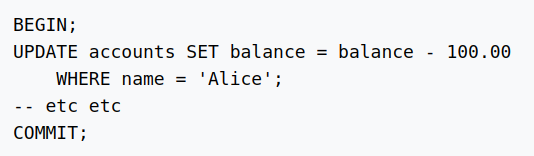 BEGIN;
UPDATE accounts SET balance = balance - 100.00
    WHERE name = 'Alice';
-- etc etc
COMMIT;